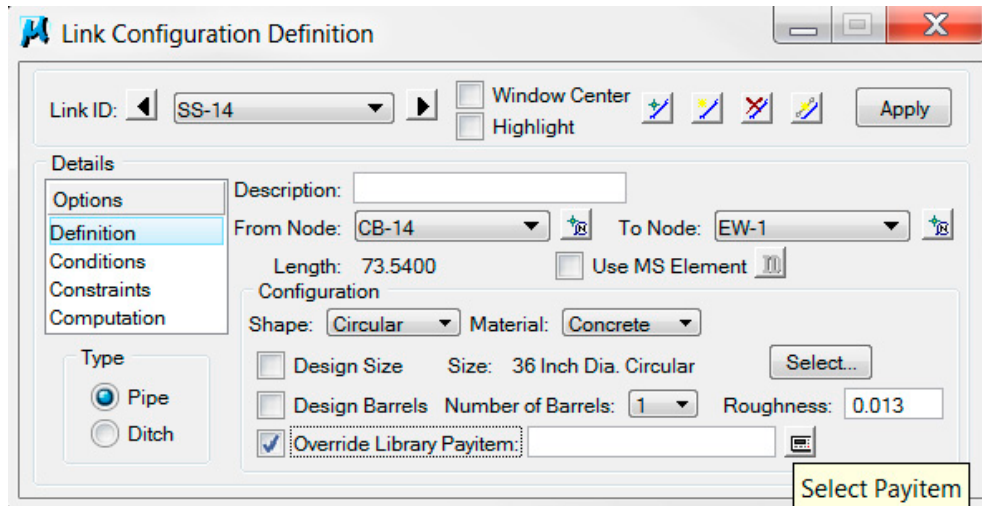 Link Configuration Definition
Link ID: SS-14 Window Center Apply
Highlight
Details
Options
Definition
Conditions
Constraints
Computation
Description:
From Node: CB-14 To Node: EW-1
Length: 73.5400 Use MS Element
Configuration
Shape: Circular Material: Concrete
Design Size Size: 36 Inch Dia. Circular Select...
Design Barrels Number of Barrels: 1 Roughness: 0.013
Override Library Payitem:
Type
Pipe
Ditch
Select Payitem